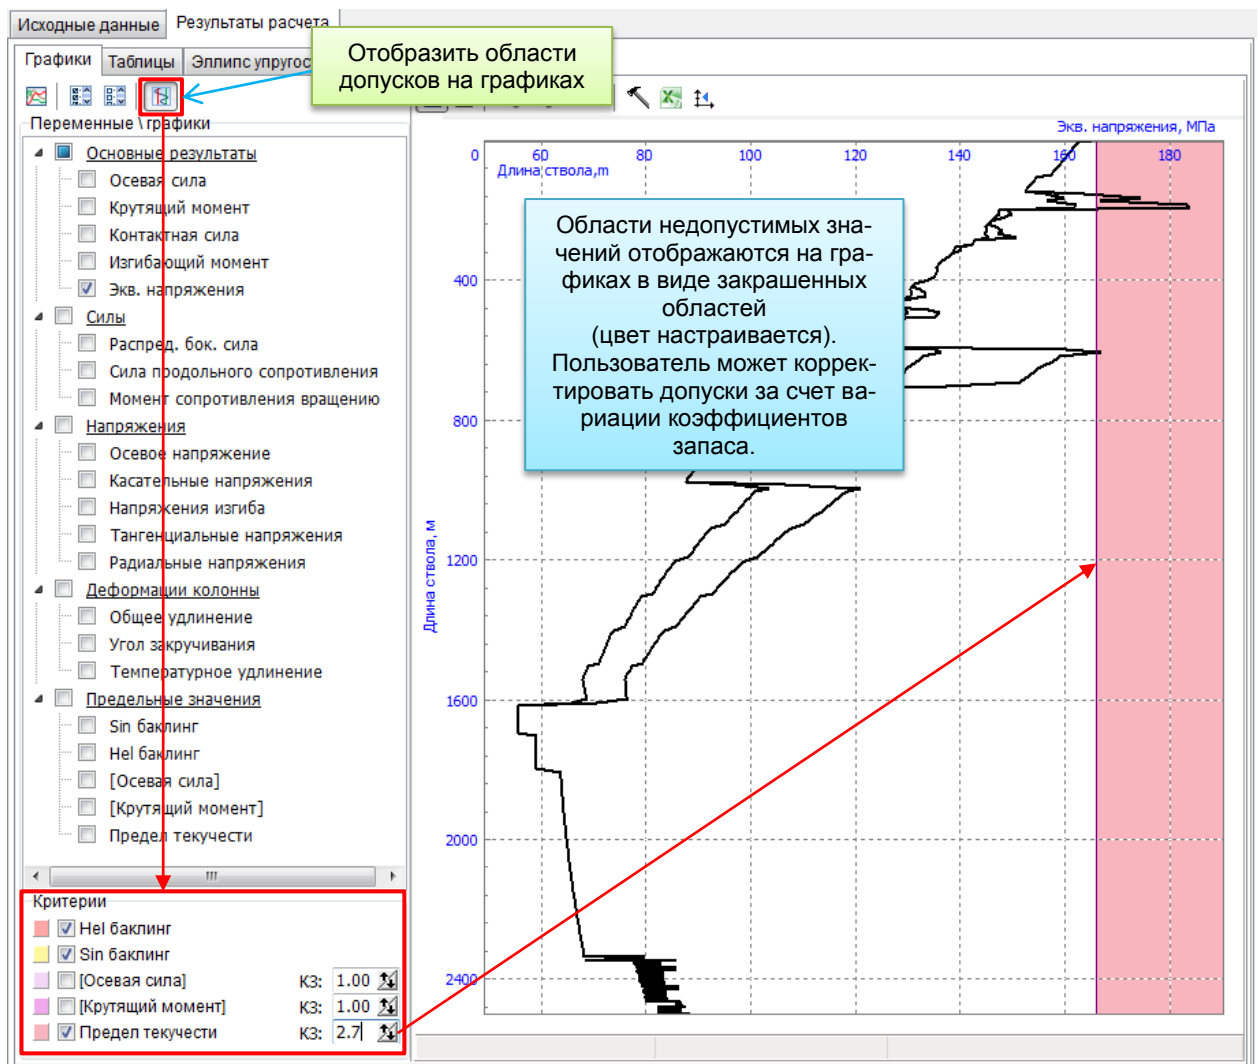 Исходные данные
Результаты расчета
Графики
Таблицы
Эллипс упругос
Отобразить области
допусков на графиках
Переменные \ графики
Основные результаты
Осевая сила
Крутящий момент
Контактная сила
Изгибающий момент
Экв. напряжения
Силы
Распред. бок. сила
Сила продольного сопротивления
Момент сопротивления вращению
Напряжения
Осевое напряжение
Касательные напряжения
Напряжения изгиба
Тангенциальные напряжения
Радиальные напряжения
Деформации колонны
Общее удлинение
Угол закручивания
Температурное удлинение
Предельные значения
Sin баклинг
Hel баклинг
[Осевая сила]
[Крутящий момент]
Предел текучести
Критерии
Hel баклинг
Sin баклинг
[Осевая сила] КЗ: 1.00
[Крутящий момент] КЗ: 1.00
Предел текучести КЗ: 2.7
Экв. напряжения, МПа
0 60 80 100 120 140 160 180
Длина ствола,m
Области недопустимых зна-
чений отображаются на гра-
фиках в виде закрашенных
областей
(цвет настраивается).
Пользователь может коррек-
тировать допуски за счет ва-
риации коэффициентов
запаса.
Длина ствола, м
400
800
1200
1600
2000
2400